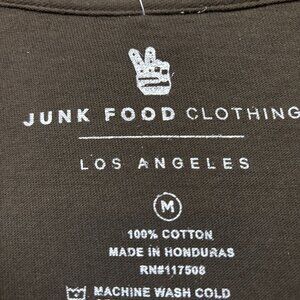 JUNK FOOD CLOTHING
LOS ANGELES
M
100% COTTON
MADE IN HONDURAS
RN#117508
MACHINE WASH COLD